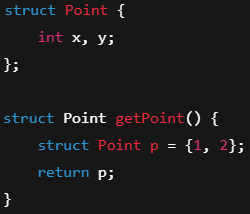 struct Point {
    int x, y;
};

struct Point getPoint() {
    struct Point p = {1, 2};
    return p;
}